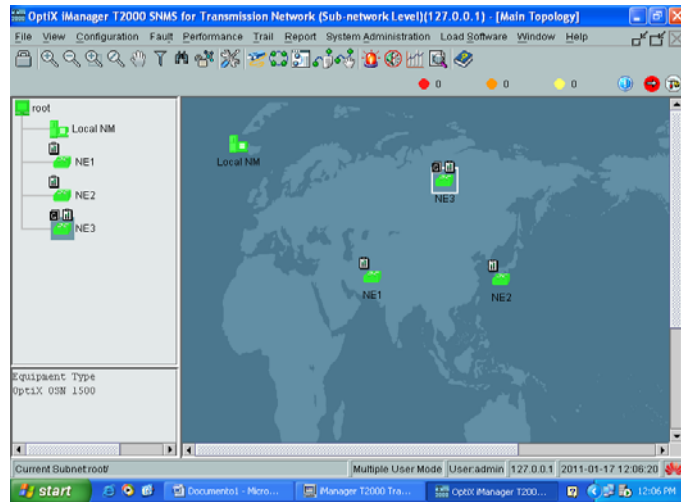 OptiX iManager T2000 SNMS for Transmission Network (Sub-network Level)(127.0.0.1) - [Main Topology]
File View Configuration Fault Performance Trail Report System Administration Load Software Window Help
0 0 0
root
Local NM
NE1
NE2
NE3
Local NM
NE3
NE1
NE2
Equipment Type
OptiX OSN 1500
Current Subnet:root/
Multiple User Mode User:admin 127.0.0.1 2011-01-17 12:06:20
start
Documento1 - Micro...
iManager T2000 Tra...
OptiX iManager T200...
12:06 PM